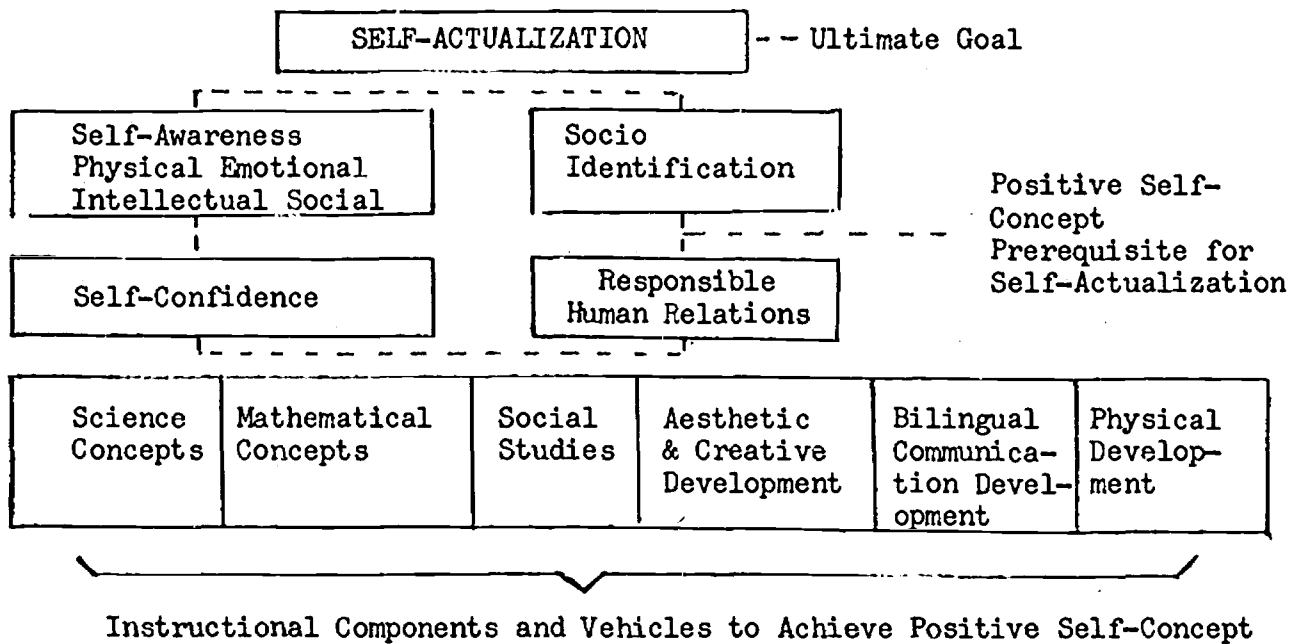 SELF-ACTUALIZATION -- Ultimate Goal
Self-Awareness
Physical Emotional
Intellectual Social
Socio
Identification
Positive Self-
Concept
Prerequisite for
Self-Actualization
Self-Confidence
Responsible
Human Relations
Science
Concepts
Mathematical
Concepts
Social
Studies
Aesthetic
& Creative
Development
Bilingual
Communica-
tion Devel-
opment
Physical
Develop-
ment
Instructional Components and Vehicles to Achieve Positive Self-Concept